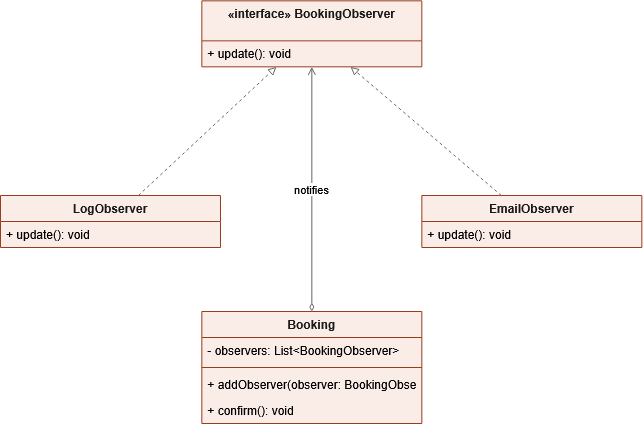 «interface» BookingObserver
+ update(): void
notifies
LogObserver
+ update(): void
EmailObserver
+ update(): void
Booking
- observers: List<BookingObserver>
+ addObserver(observer: BookingObse
+ confirm(): void